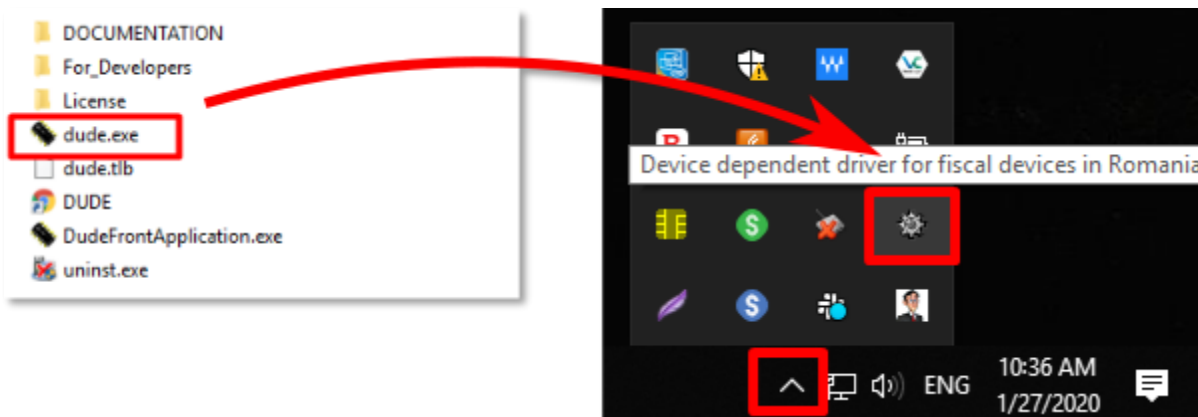 DOCUMENTATION
For_Developers
License
dude.exe
dude.tlb
DUDE
DudeFrontApplication.exe
uninst.exe
Device dependent driver for fiscal devices in Romania
ENG
10:36 AM
1/27/2020